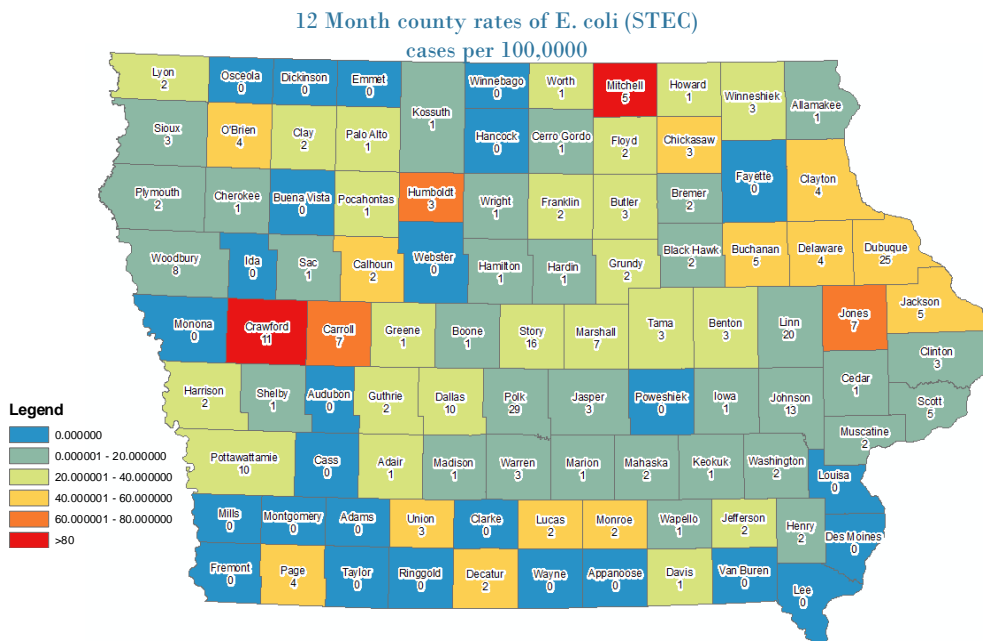 12 Month county rates of E. coli (STEC)
cases per 100,0000
Lyon
2
Osceola
0
Dickinson
0
Emmet
0
Kossuth
1
Winnebago
0
Worth
1
Mitchell
5
Howard
1
Winneshiek
3
Allamakee
1
Sioux
3
O'Brien
4
Clay
2
Palo Alto
1
Hancock
0
Cerro Gordo
1
Floyd
2
Chickasaw
3
Fayette
0
Clayton
4
Plymouth
2
Cherokee
1
Buena Vista
0
Pocahontas
1
Humboldt
3
Wright
1
Franklin
2
Butler
3
Bremer
2
Woodbury
8
Ida
0
Sac
1
Calhoun
2
Webster
0
Hamilton
1
Hardin
1
Grundy
2
Black Hawk
2
Buchanan
5
Delaware
4
Dubuque
25
Monona
0
Crawford
11
Carroll
7
Greene
1
Boone
1
Story
16
Marshall
7
Tama
3
Benton
3
Linn
20
Jones
7
Jackson
5
Clinton
3
Harrison
2
Shelby
1
Audubon
0
Guthrie
2
Dallas
10
Polk
29
Jasper
3
Poweshiek
0
Iowa
1
Johnson
13
Cedar
1
Scott
5
Muscatine
2
Pottawattamie
10
Cass
0
Adair
1
Madison
1
Warren
3
Marion
1
Mahaska
2
Keokuk
1
Washington
2
Louisa
0
Mills
0
Montgomery
0
Adams
0
Union
3
Clarke
0
Lucas
2
Monroe
2
Wapello
1
Jefferson
2
Henry
2
Des Moines
0
Fremont
0
Page
4
Taylor
0
Ringgold
0
Decatur
2
Wayne
0
Appanoose
0
Davis
1
Van Buren
0
Lee
0
Legend
0.000000
0.000001 - 20.000000
20.000001 - 40.000000
40.000001 - 60.000000
60.000001 - 80.000000
>80